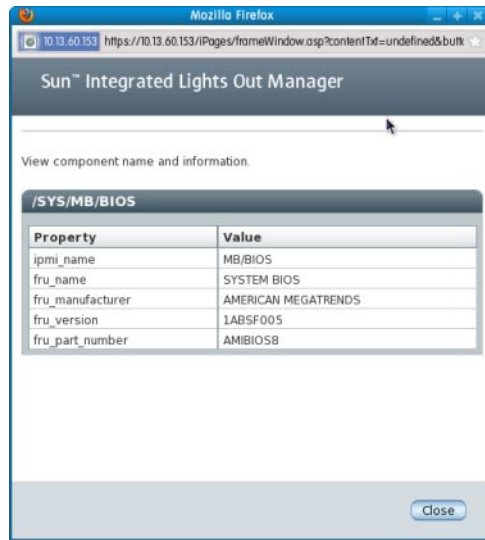 Mozilla Firefox
10.13.60.153 https://10.13.60.153/iPages/frameWindow.asp?contentTxt=undefined&butt
Sun™ Integrated Lights Out Manager
View component name and information.
/SYS/MB/BIOS
Property Value
ipmi_name MB/BIOS
fru_name SYSTEM BIOS
fru_manufacturer AMERICAN MEGATRENDS
fru_version 1ABSF005
fru_part_number AMIBIOS8
Close